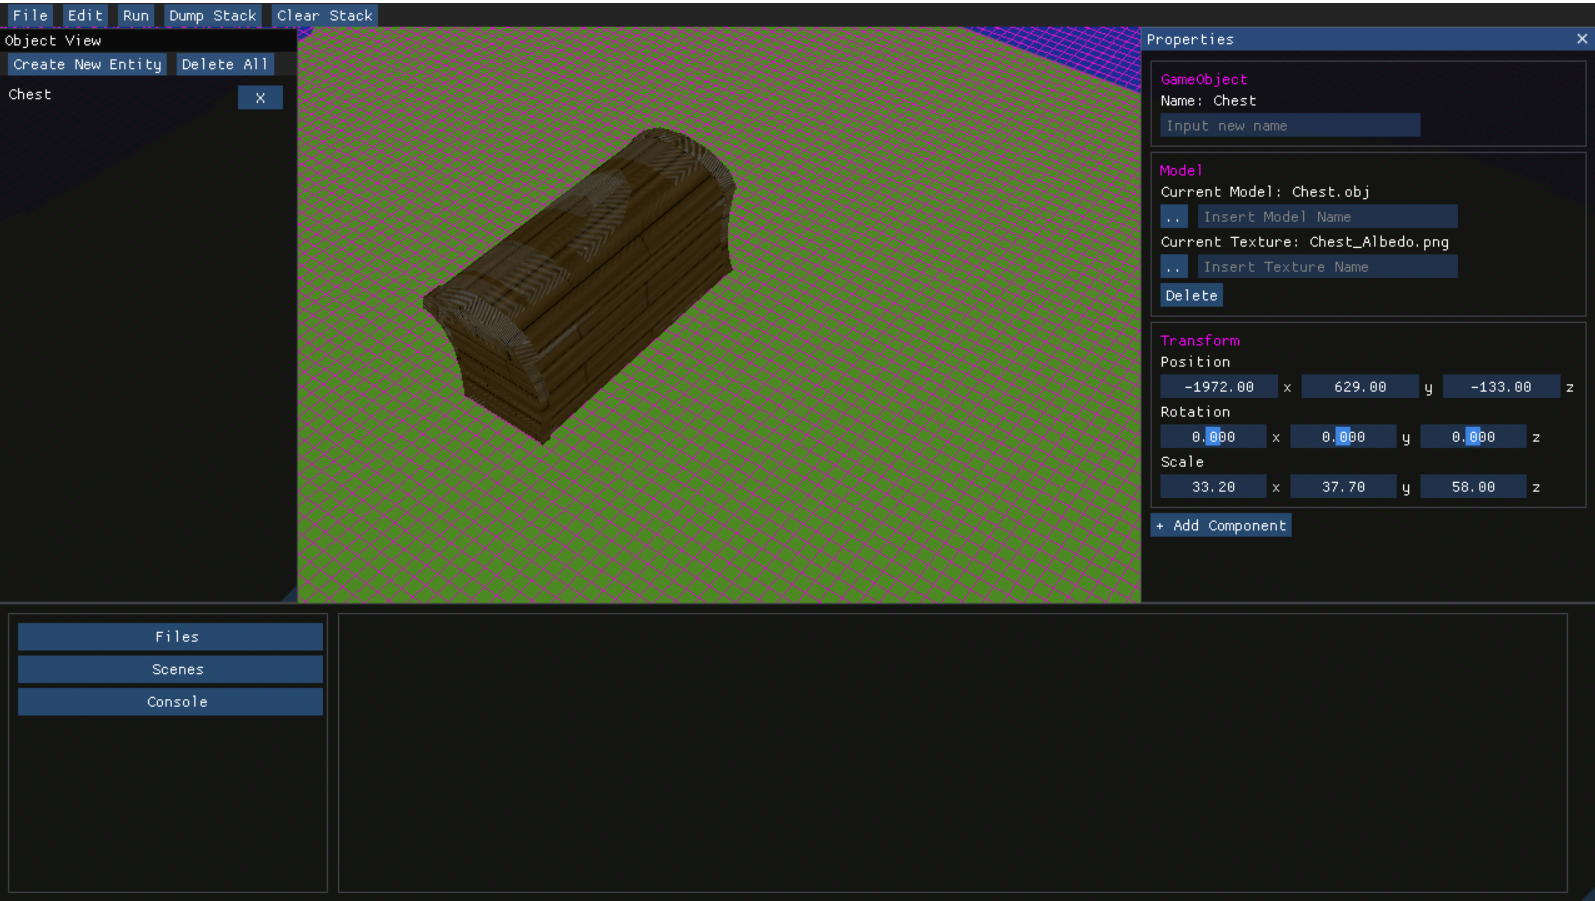 File Edit Run Dump Stack Clear Stack
Object View
Create New Entity Delete All
Chest X
Properties ×
GameObject
Name: Chest
Input new name
Model
Current Model: Chest.obj
.. Insert Model Name
Current Texture: Chest_Albedo.png
.. Insert Texture Name
Delete
Transform
Position
-1972.00 x 629.00 y -133.00 z
Rotation
0.000 x 0.000 y 0.000 z
Scale
33.20 x 37.70 y 58.00 z
+ Add Component
Files
Scenes
Console